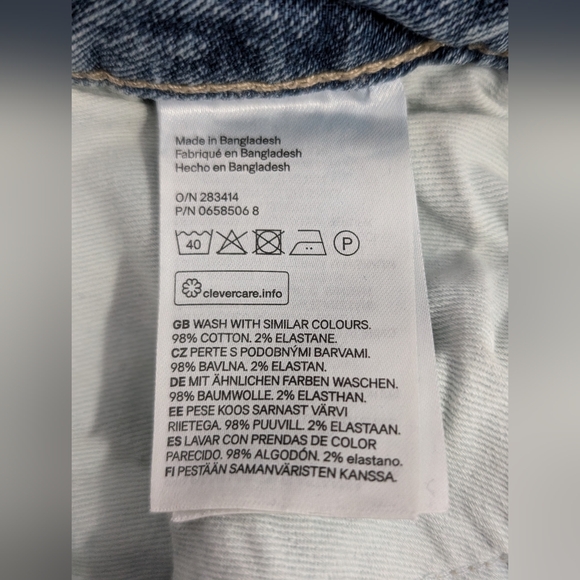 Made in Bangladesh
Fabriqué en Bangladesh
Hecho en Bangladesh
O/N 283414
P/N 0658506 8
40 P
clevercare.info
GB WASH WITH SIMILAR COLOURS.
98% COTTON. 2% ELASTANE.
CZ PERTE S PODOBNÝMI BARVAMI.
98% BAVLNA. 2% ELASTAN.
DE MIT ÄHNLICHEN FARBEN WASCHEN.
98% BAUMWOLLE. 2% ELASTHAN.
EE PESE KOOS SARNAST VÄRVI
RIIETEGA. 98% PUUVILL. 2% ELASTAAN.
ES LAVAR CON PRENDAS DE COLOR
PARECIDO. 98% ALGODÓN. 2% elastano.
FI PESTÄÄN SAMANVÄRISTEN KANSSA.